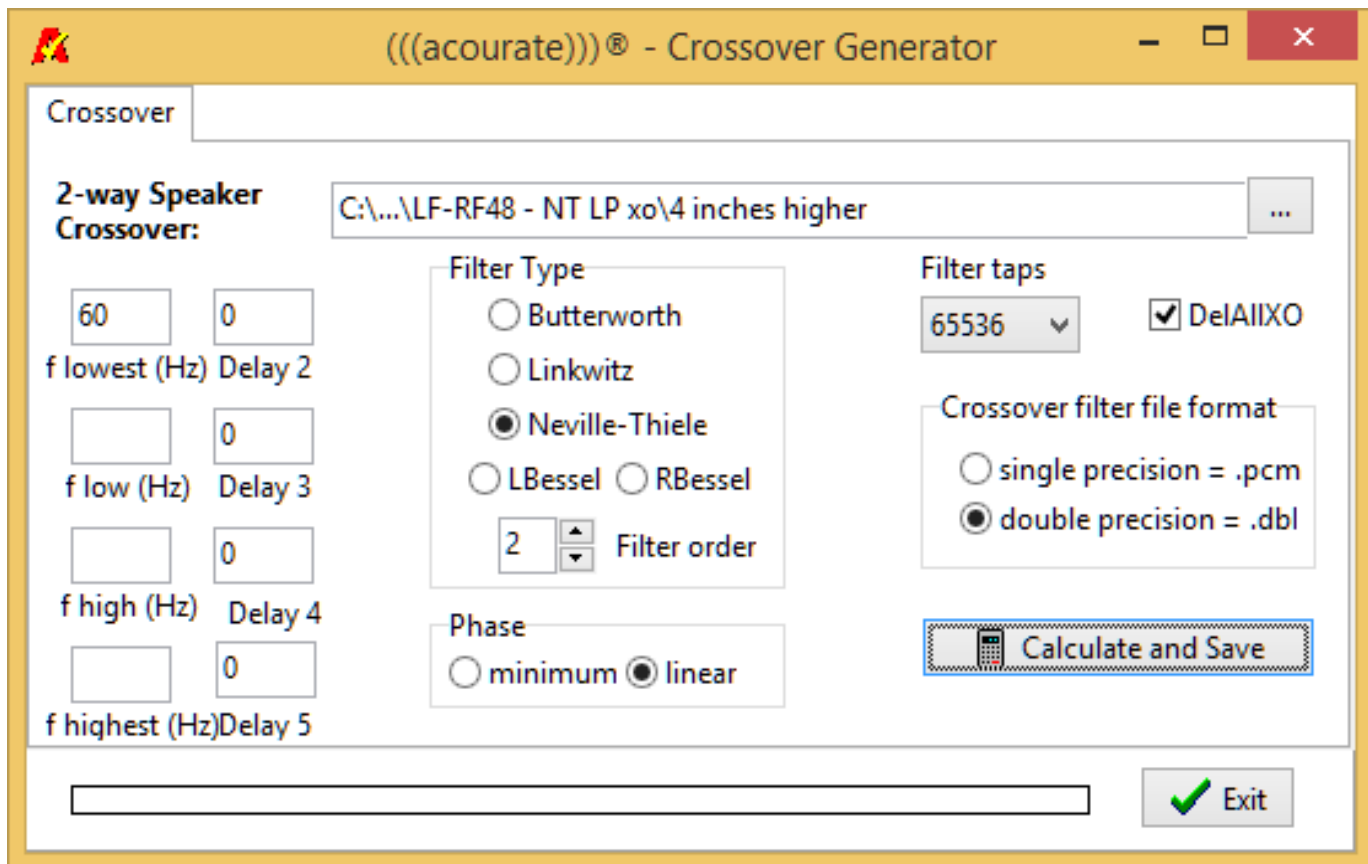 (((acourate)))® - Crossover Generator
Crossover
2-way Speaker
Crossover:
C:\...\LF-RF48 - NT LP xo\4 inches higher
...
60
0
f lowest (Hz)
Delay 2
0
f low (Hz)
Delay 3
0
f high (Hz)
Delay 4
0
f highest (Hz)
Delay 5
Filter Type
Butterworth
Linkwitz
Neville-Thiele
LBessel
RBessel
2
Filter order
Phase
minimum
linear
Filter taps
65536
DelAllXO
Crossover filter file format
single precision = .pcm
double precision = .dbl
Calculate and Save
Exit